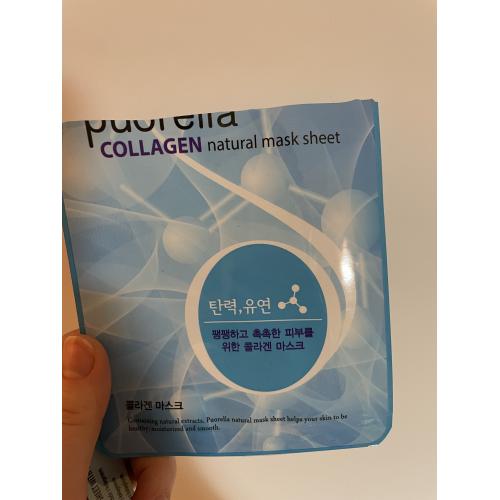 puorella
COLLAGEN natural mask sheet
탄력,유연
팽팽하고 촉촉한 피부를
위한 콜라겐 마스크
콜라겐 마스크
Containing natural extracts, Puorella natural mask sheet helps your skin to be
healthy, moisturized and smooth.